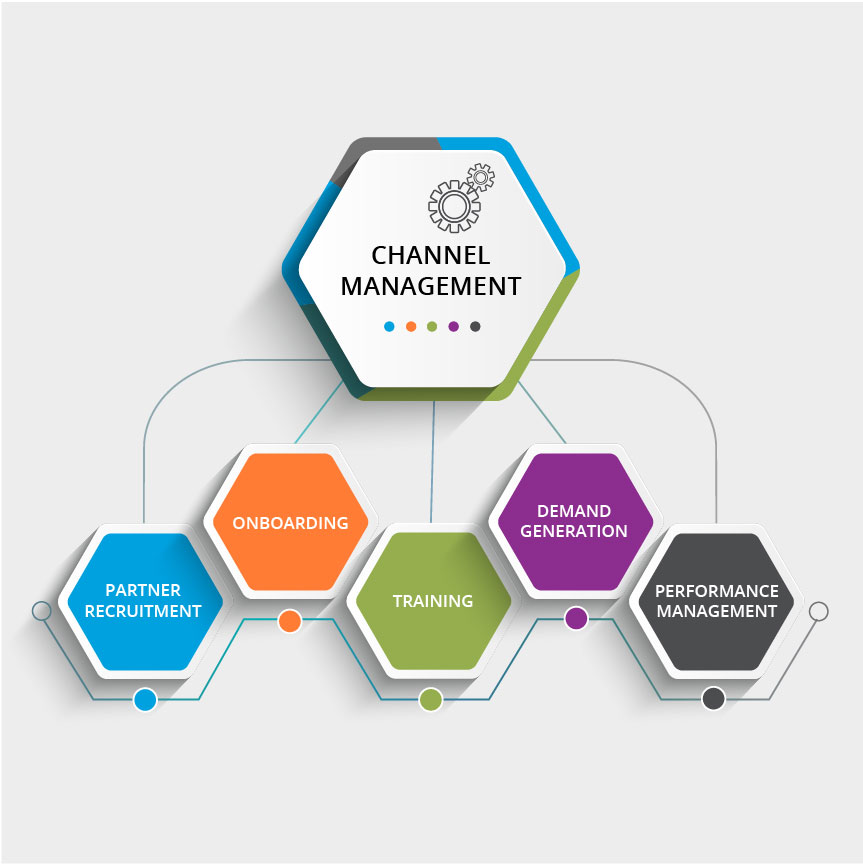 CHANNEL
MANAGEMENT
PARTNER
RECRUITMENT
ONBOARDING
TRAINING
DEMAND
GENERATION
PERFORMANCE
MANAGEMENT